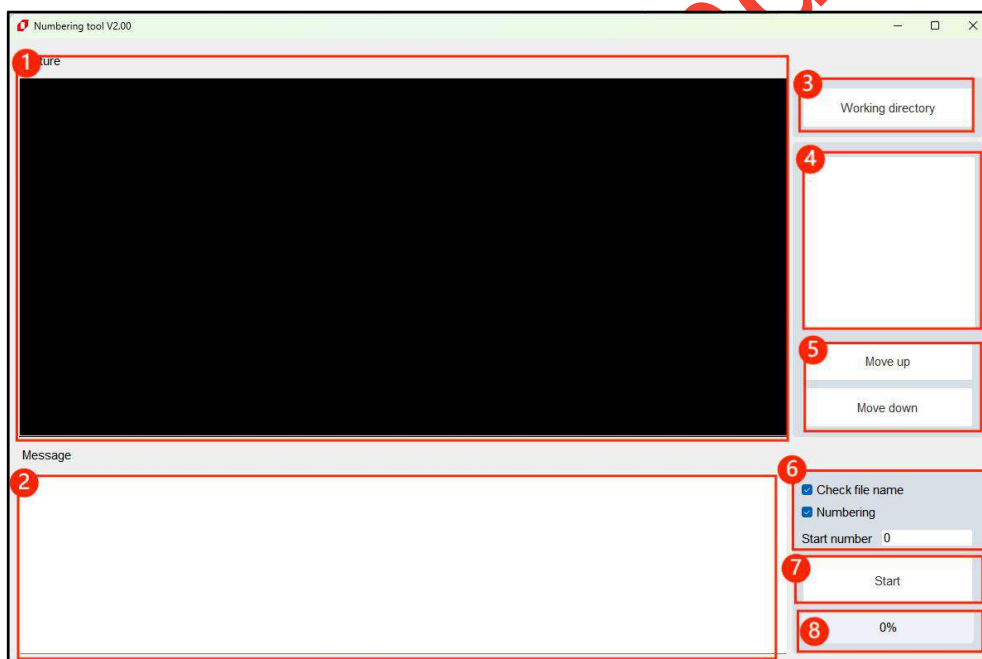 Numbering tool V2.00
1
ture
3
Working directory
4
5
Move up
Move down
Message
2
6
Check file name
Numbering
Start number 0
7
Start
8
0%